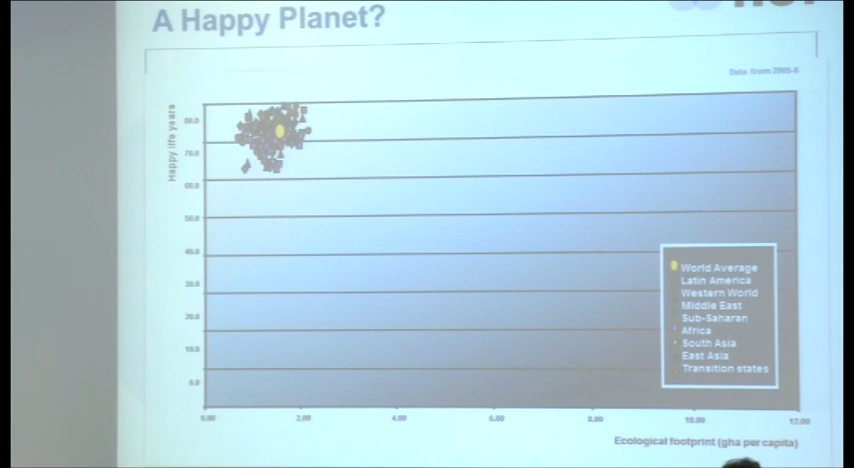 A Happy Planet?
Data from 2005-6
Happy life years
80.0
70.0
60.0
50.0
40.0
30.0
20.0
10.0
0.0
0.00 2.00 4.00 6.00 8.00 10.00 12.00
Ecological footprint (gha per capita)
World Average
Latin America
Western World
Middle East
Sub-Saharan
Africa
South Asia
East Asia
Transition states